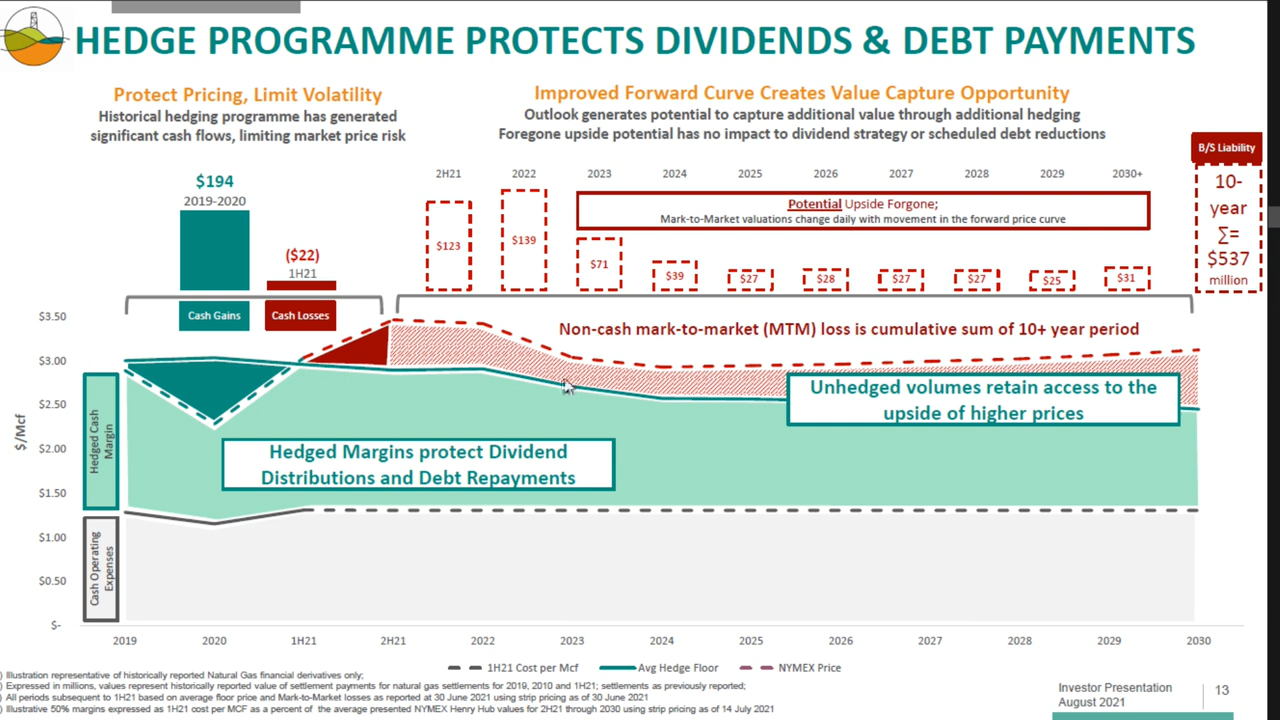 HEDGE PROGRAMME PROTECTS DIVIDENDS & DEBT PAYMENTS
Protect Pricing, Limit Volatility
Historical hedging programme has generated
significant cash flows, limiting market price risk
Improved Forward Curve Creates Value Capture Opportunity
Outlook generates potential to capture additional value through additional hedging
Foregone upside potential has no impact to dividend strategy or scheduled debt reductions
B/S Liability
10-
year
∑=
$537
million
2H21 2022 2023 2024 2025 2026 2027 2028 2029 2030+
Potential Upside Forgone;
Mark-to-Market valuations change daily with movement in the forward price curve
$123 $139 $71 $39 $27 $28 $27 $27 $25 $31
$194
2019-2020
($22)
1H21
Cash Gains
Cash Losses
Non-cash mark-to-market (MTM) loss is cumulative sum of 10+ year period
Unhedged volumes retain access to the
upside of higher prices
Hedged Margins protect Dividend
Distributions and Debt Repayments
$/Mcf
$3.50
$3.00
$2.50
$2.00
$1.50
$1.00
$0.50
$-
Hedged Cash
Margin
Cash Operating
Expenses
2019 2020 1H21 2H21 2022 2023 2024 2025 2026 2027 2028 2029 2030
1H21 Cost per Mcf Avg Hedge Floor NYMEX Price
) Illustration representative of historically reported Natural Gas financial derivatives only;
) Expressed in millions, values represent historically reported value of settlement payments for natural gas settlements for 2019, 2010 and 1H21; settlements as previously reported;
) All periods subsequent to 1H21 based on average floor price and Mark-to-Market losses as reported at 30 June 2021 using strip pricing as of 30 June 2021
) Illustrative 50% margins expressed as 1H21 cost per MCF as a percent of the average presented NYMEX Henry Hub values for 2H21 through 2030 using strip pricing as of 14 July 2021
Investor Presentation
August 2021
13